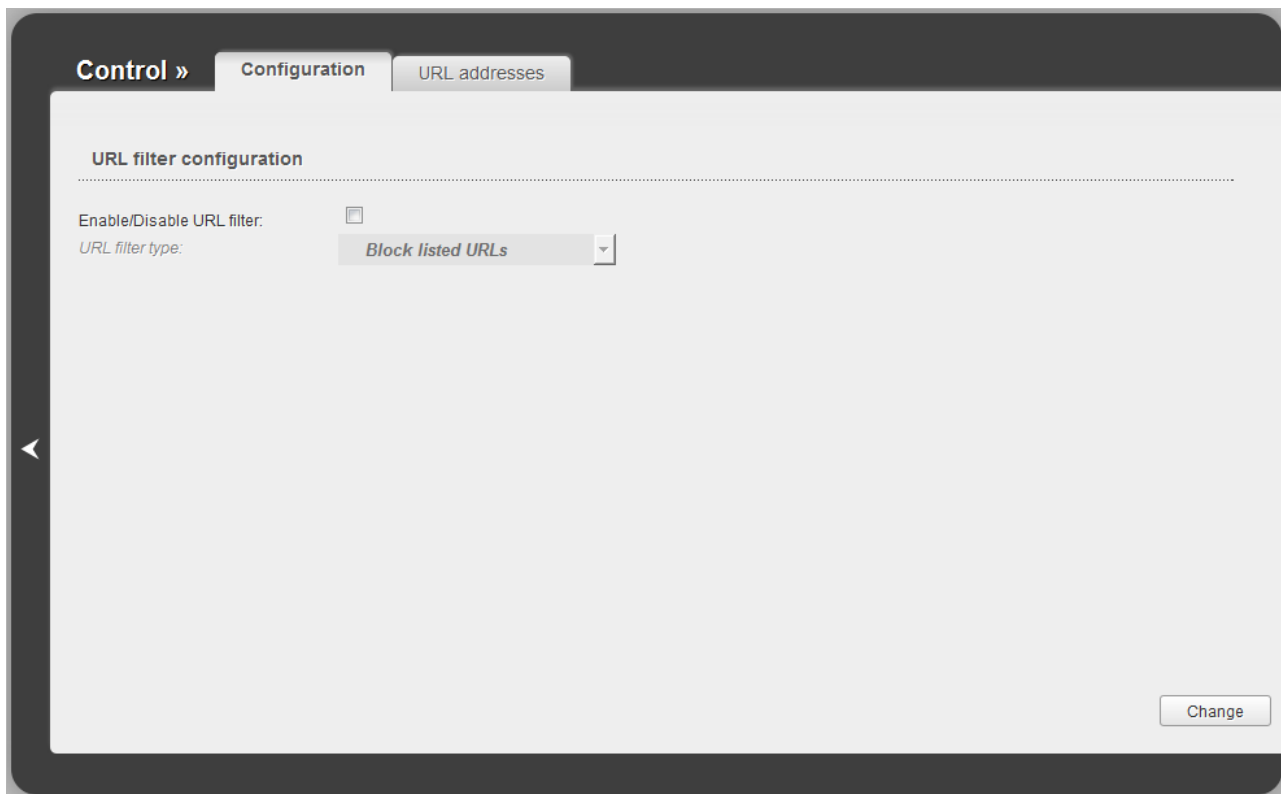 Control » Configuration URL addresses
URL filter configuration
Enable/Disable URL filter:
URL filter type: Block listed URLs
Change